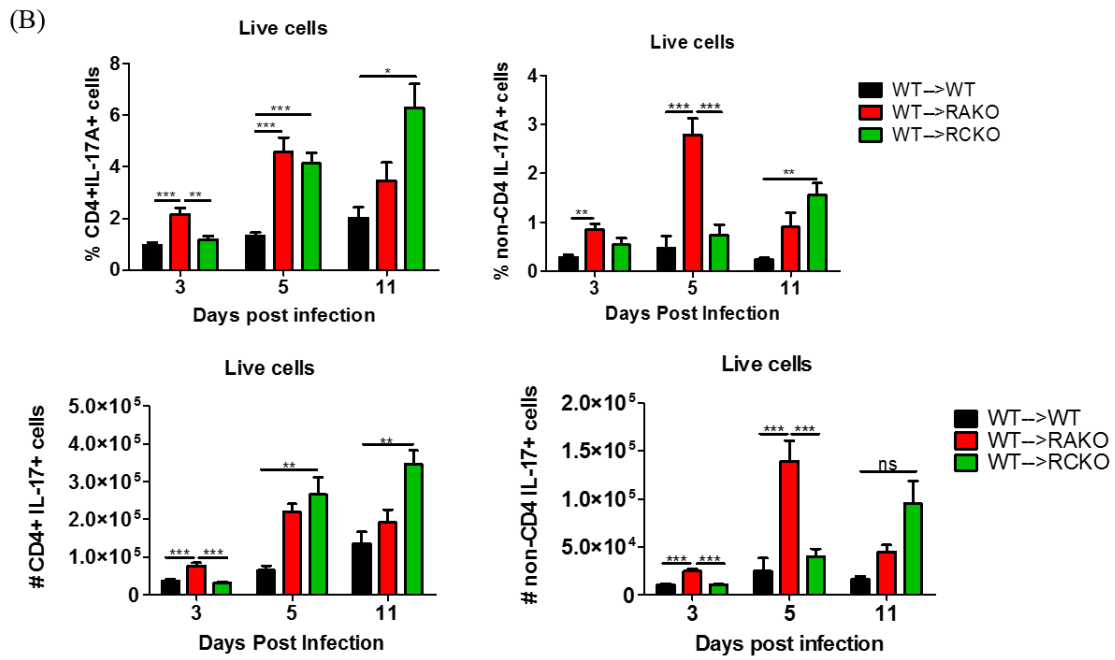 (B)
Live cells
% CD4+IL-17A+ cells
8
6
4
2
0
***
**
***
***
*
3
5
11
Days post infection
Live cells
% non-CD4 IL-17A+ cells
4
3
2
1
0
**
***
***
**
3
5
11
Days Post Infection
WT-->WT
WT-->RAKO
WT-->RCKO
Live cells
# CD4+ IL-17+ cells
5.0×10⁵
4.0×10⁵
3.0×10⁵
2.0×10⁵
1.0×10⁵
0
***
***
**
**
3
5
11
Days Post Infection
Live cells
# non-CD4 IL-17+ cells
2.0×10⁵
1.5×10⁵
1.0×10⁵
5.0×10⁴
0
***
***
***
***
ns
3
5
11
Days post infection
WT-->WT
WT-->RAKO
WT-->RCKO